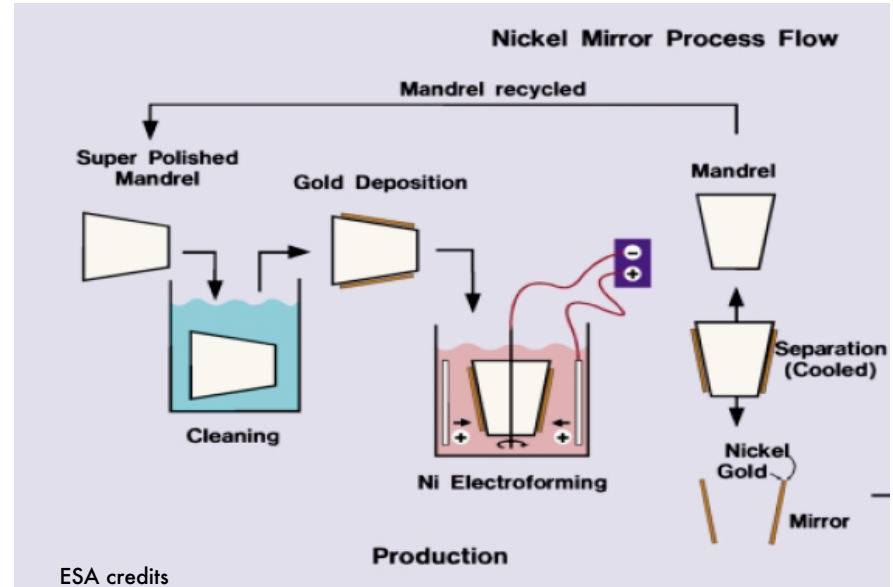 Nickel Mirror Process Flow
Mandrel recycled
Super Polished
Mandrel
Gold Deposition
Mandrel
−
+
Separation
(Cooled)
Cleaning
+
+
Ni Electroforming
Nickel
Gold
Mirror
Production
ESA credits